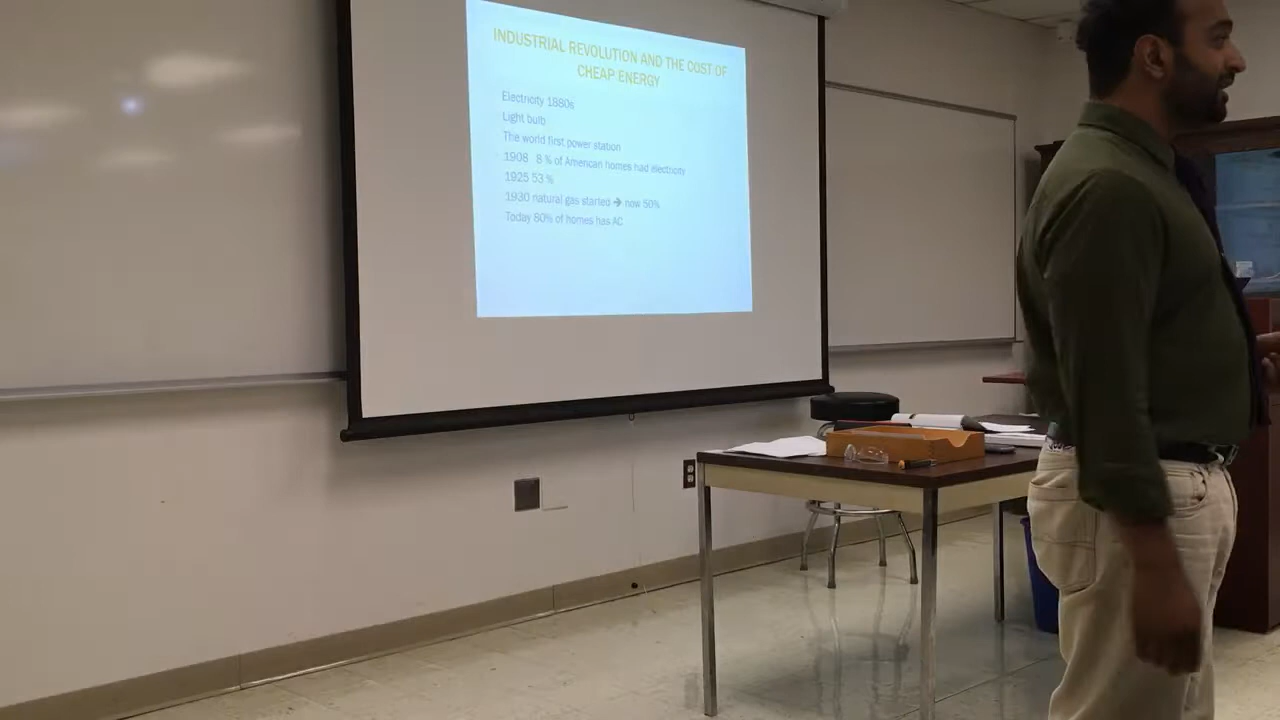 INDUSTRIAL REVOLUTION AND THE COST OF
CHEAP ENERGY
Electricity 1880s
Light bulb
The world first power station
1908 8 % of American homes had electricity
1925 53 %
1930 natural gas started → now 50%
Today 80% of homes has AC